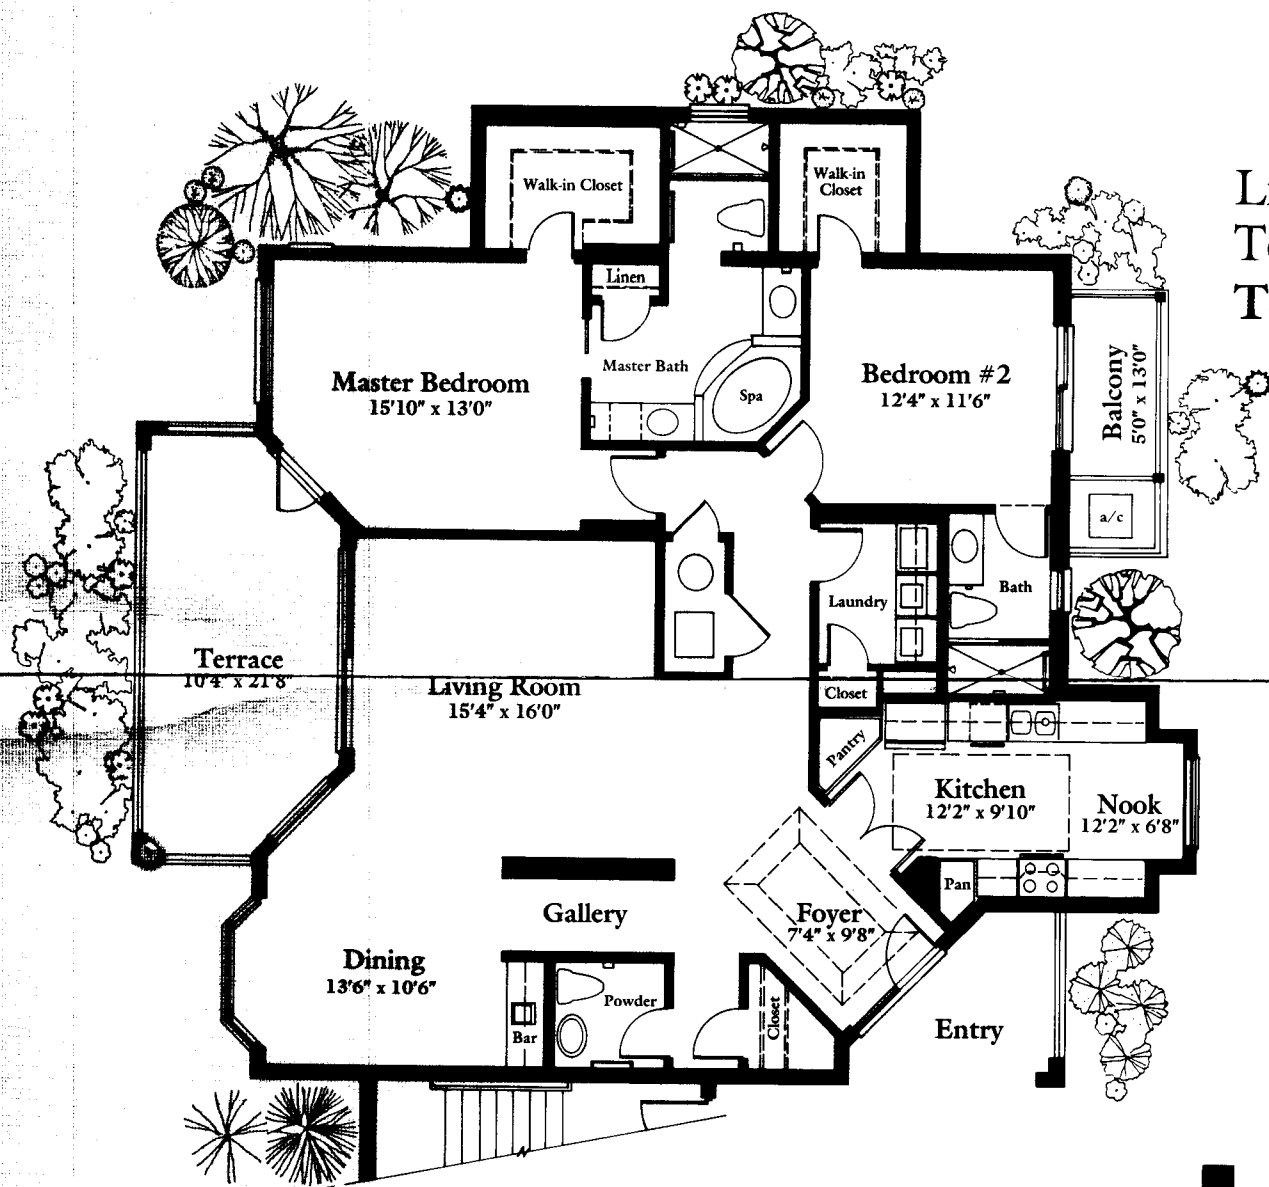 Walk-in Closet
Walk-in
Closet
Linen
Master Bath
Spa
Master Bedroom
15'10" x 13'0"
Bedroom #2
12'4" x 11'6"
Balcony
5'0" x 13'0"
a/c
Bath
Laundry
Closet
Pantry
Terrace
10'4" x 21'8"
Living Room
15'4" x 16'0"
Kitchen
12'2" x 9'10"
Nook
12'2" x 6'8"
Pan
Gallery
Foyer
7'4" x 9'8"
Dining
13'6" x 10'6"
Powder
Bar
Closet
Entry